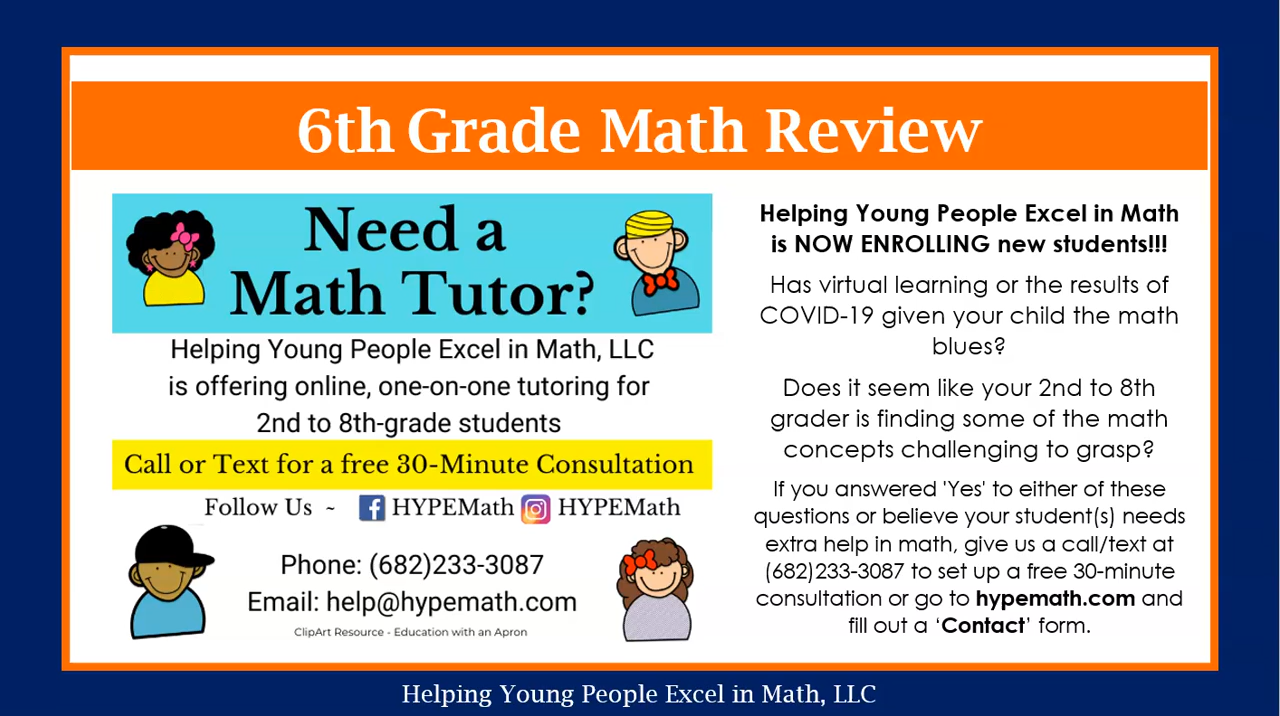 6th Grade Math Review
Need a
Math Tutor?
Helping Young People Excel in Math, LLC
is offering online, one-on-one tutoring for
2nd to 8th-grade students
Call or Text for a free 30-Minute Consultation
Follow Us ~ HYPEMath HYPEMath
Phone: (682)233-3087
Email: help@hypemath.com
ClipArt Resource - Education with an Apron
Helping Young People Excel in Math
is NOW ENROLLING new students!!!
Has virtual learning or the results of
COVID-19 given your child the math
blues?
Does it seem like your 2nd to 8th
grader is finding some of the math
concepts challenging to grasp?
If you answered 'Yes' to either of these
questions or believe your student(s) needs
extra help in math, give us a call/text at
(682)233-3087 to set up a free 30-minute
consultation or go to hypemath.com and
fill out a ‘Contact’ form.
Helping Young People Excel in Math, LLC